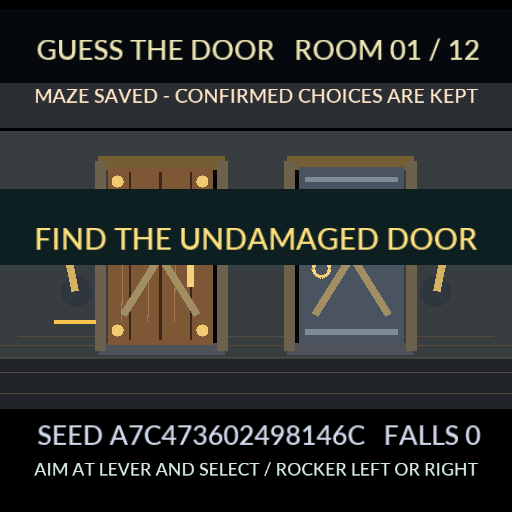 GUESS THE DOOR   ROOM 01 / 12
MAZE SAVED - CONFIRMED CHOICES ARE KEPT
FIND THE UNDAMAGED DOOR
SEED A7C473602498146C   FALLS 0
AIM AT LEVER AND SELECT / ROCKER LEFT OR RIGHT